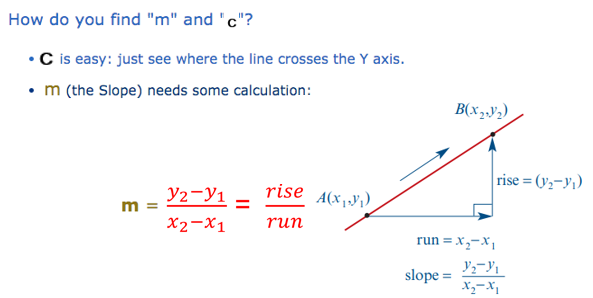 How do you find "m" and "c"?
• C is easy: just see where the line crosses the Y axis.
• m (the Slope) needs some calculation:
B(x₂,y₂)
m = y₂−y₁ / x₂−x₁ = rise / run
A(x₁,y₁)
rise = (y₂−y₁)
run = x₂−x₁
slope = y₂−y₁ / x₂−x₁